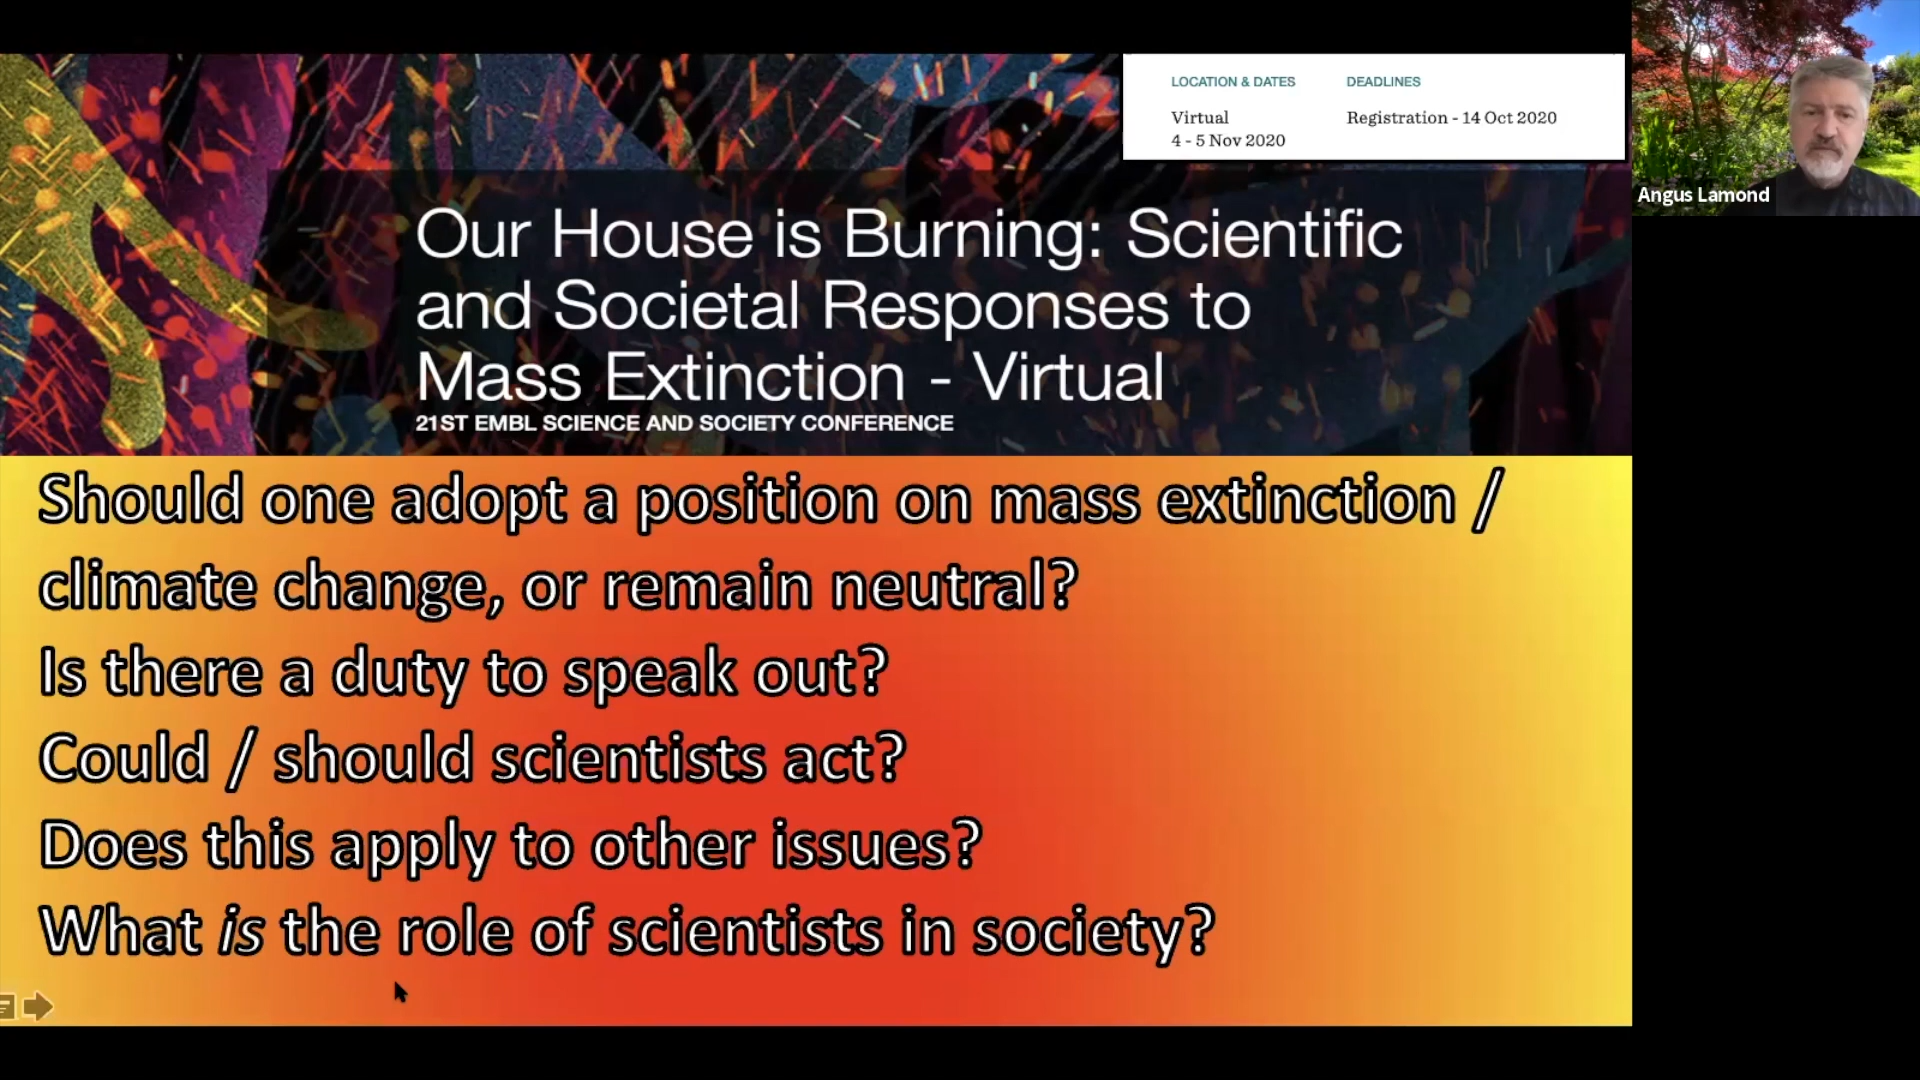 LOCATION & DATES
DEADLINES
Virtual
Registration - 14 Oct 2020
4 - 5 Nov 2020
Angus Lamond
Our House is Burning: Scientific
and Societal Responses to
Mass Extinction - Virtual
21ST EMBL SCIENCE AND SOCIETY CONFERENCE
Should one adopt a position on mass extinction /
climate change, or remain neutral?
Is there a duty to speak out?
Could / should scientists act?
Does this apply to other issues?
What is the role of scientists in society?